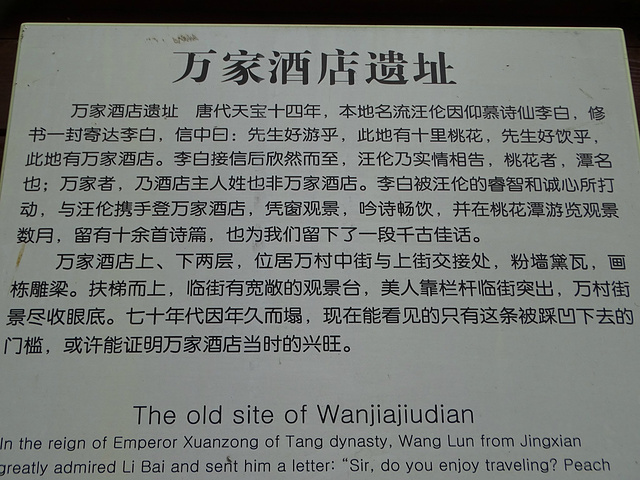 万家酒店遗址
万家酒店遗址 唐代天宝十四年，本地名流汪伦因仰慕诗仙李白，修
书一封寄达李白，信中曰：先生好游乎，此地有十里桃花，先生好饮乎，
此地有万家酒店。李白接信后欣然而至，汪伦乃实情相告，桃花者，潭名
也；万家者，乃酒店主人姓也非万家酒店。李白被汪伦的睿智和诚心所打
动，与汪伦携手登万家酒店，凭窗观景，吟诗畅饮，并在桃花潭游览观景
数月，留有十余首诗篇，也为我们留下了一段千古佳话。
万家酒店上、下两层，位居万村中街与上街交接处，粉墙黛瓦，画
栋雕梁。扶梯而上，临街有宽敞的观景台，美人靠栏杆临街突出，万村街
景尽收眼底。七十年代因年久而塌，现在能看见的只有这条被踩凹下去的
门槛，或许能证明万家酒店当时的兴旺。
The old site of Wanjiajiudian
In the reign of Emperor Xuanzong of Tang dynasty, Wang Lun from Jingxian
greatly admired Li Bai and sent him a letter: “Sir, do you enjoy traveling? Peach